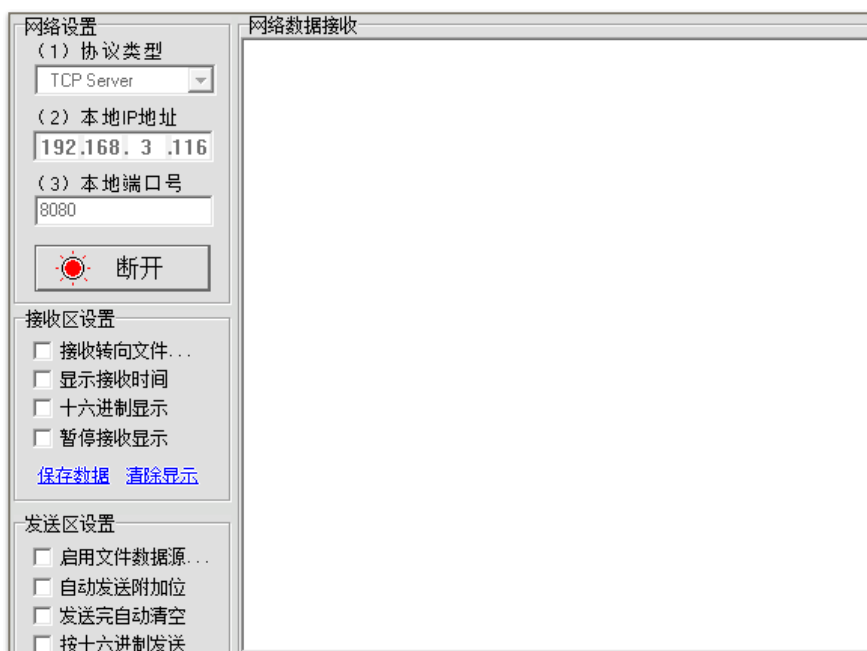 网络设置
（1）协议类型
TCP Server
（2）本地IP地址
192.168. 3 .116
（3）本地端口号
8080
断开
接收区设置
接收转向文件...
显示接收时间
十六进制显示
暂停接收显示
保存数据 清除显示
发送区设置
启用文件数据源...
自动发送附加位
发送完自动清空
按十六进制发送
网络数据接收